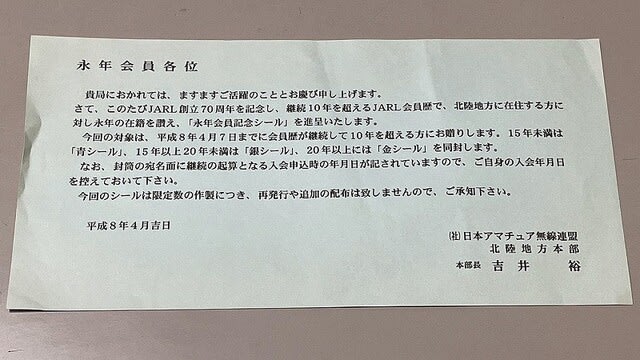 永年会員各位
貴局におかれては、ますますご活躍のこととお慶び申し上げます。
さて、このたびJARL創立70周年を記念し、継続10年を超えるJARL会員歴で、北陸地方に在住する方に
対し永年の在籍を讃え、「永年会員記念シール」を進呈いたします。
今回の対象は、平成8年4月7日までに会員歴が継続して10年を超える方にお贈りします。15年未満は
「青シール」、15年以上20年未満は「銀シール」、20年以上には「金シール」を同封します。
なお、封筒の宛名面に継続の起算となる入会申込時の年月日が記されていますので、ご自身の入会年月日
を控えておいて下さい。
今回のシールは限定数の作製につき、再発行や追加の配布は致しませんので、ご承知下さい。
平成8年4月吉日
(社)日本アマチュア無線連盟
北陸地方本部
本部長 吉井 裕